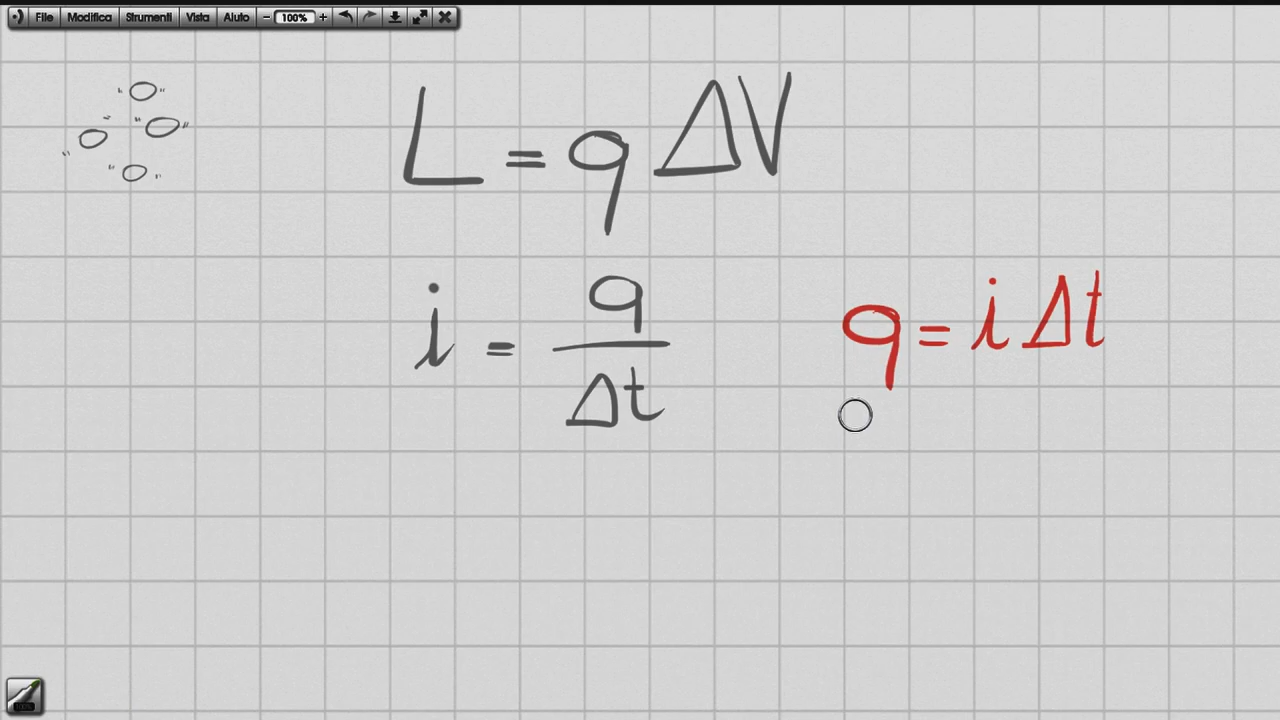 File Modifica Strumenti Vista Aiuto − 100% +
L = q ΔV
i = q / Δt
q = i Δt